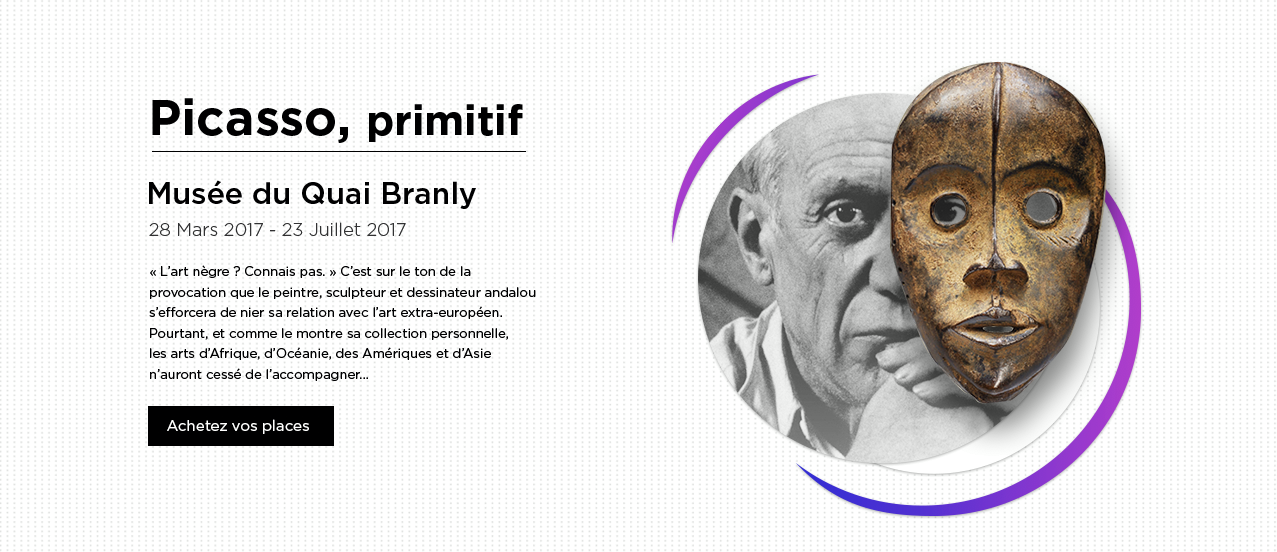 Picasso, primitif
Musée du Quai Branly
28 Mars 2017 - 23 Juillet 2017
« L’art nègre ? Connais pas. » C’est sur le ton de la
provocation que le peintre, sculpteur et dessinateur andalou
s’efforcera de nier sa relation avec l’art extra-européen.
Pourtant, et comme le montre sa collection personnelle,
les arts d’Afrique, d’Océanie, des Amériques et d’Asie
n’auront cessé de l’accompagner...
Achetez vos places